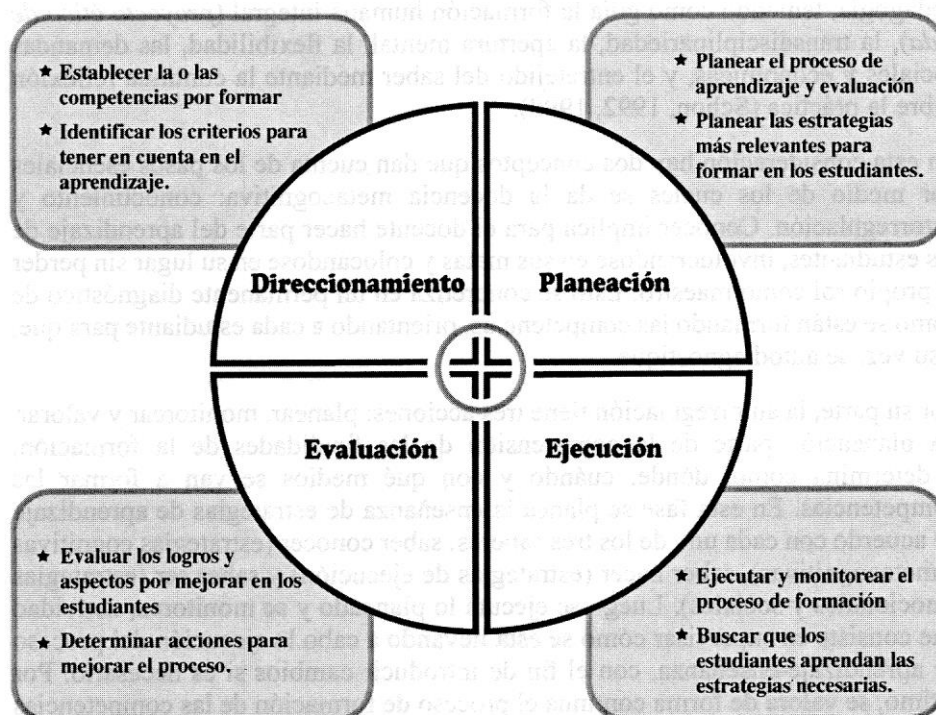 ★ Establecer la o las
competencias por formar
★ Identificar los criterios para
tener en cuenta en el
aprendizaje.
★ Planear el proceso de
aprendizaje y evaluación
★ Planear las estrategias
más relevantes para
formar en los estudiantes.
Direccionamiento
Planeación
Evaluación
Ejecución
★ Evaluar los logros y
aspectos por mejorar en los
estudiantes
★ Determinar acciones para
mejorar el proceso.
★ Ejecutar y monitorear el
proceso de formación
★ Buscar que los
estudiantes aprendan las
estrategias necesarias.